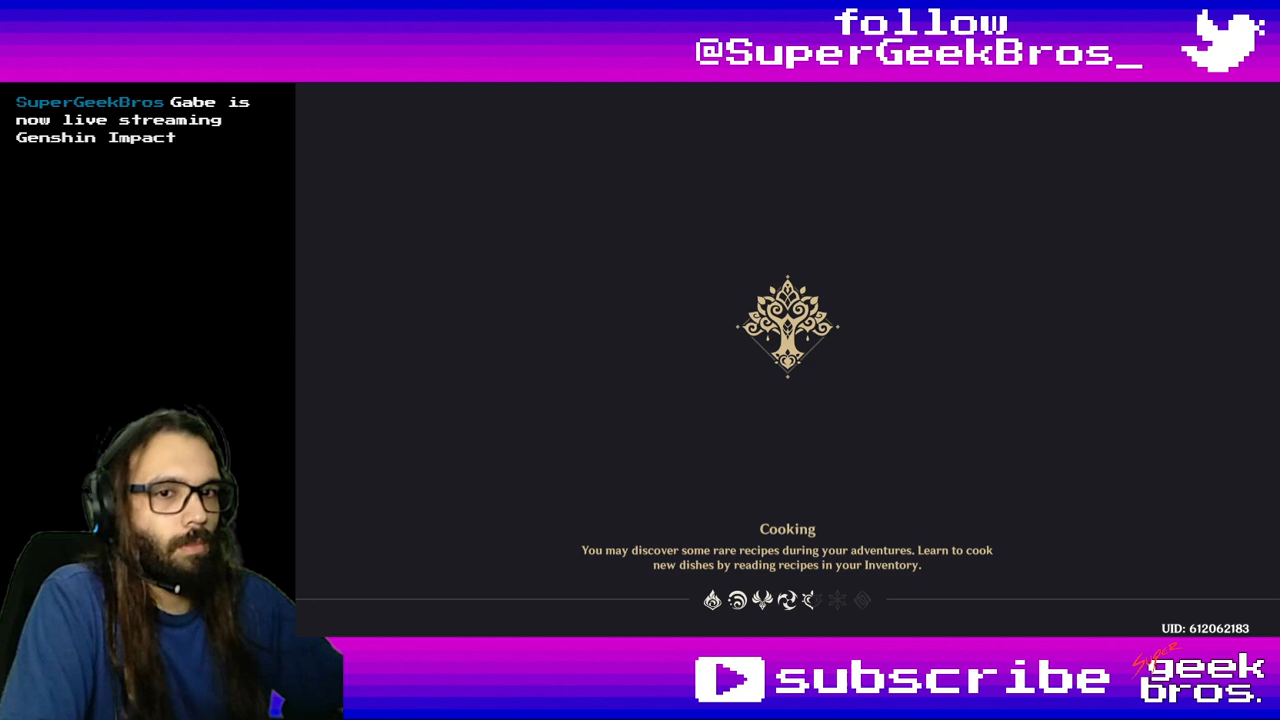 follow
@SuperGeekBros_
SuperGeekBros Gabe is
now live streaming
Genshin Impact
Cooking
You may discover some rare recipes during your adventures. Learn to cook
new dishes by reading recipes in your Inventory.
UID: 612062183
subscribe
SUPER
geek
bros.